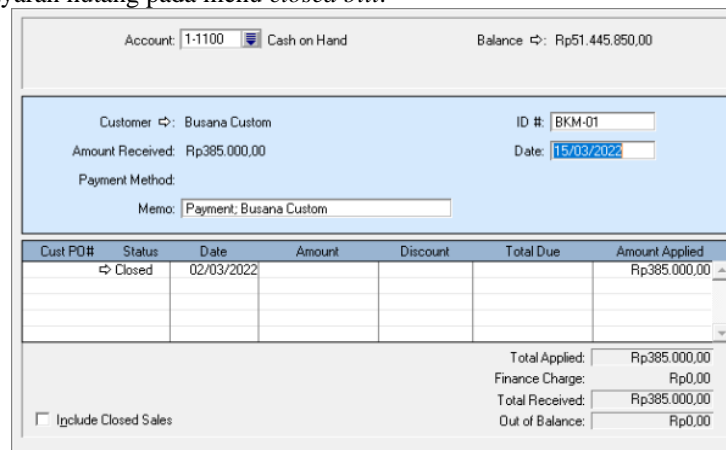 yaran hutang pada menu closed bill.
Account: 1-1100 Cash on Hand Balance ⇨: Rp51.445.850,00
Customer ⇨: Busana Custom ID #: BKM-01
Amount Received: Rp385.000,00 Date: 15/03/2022
Payment Method:
Memo: Payment; Busana Custom
Cust PO# Status Date Amount Discount Total Due Amount Applied
⇨ Closed 02/03/2022 Rp385.000,00
Total Applied: Rp385.000,00
Finance Charge: Rp0,00
Total Received: Rp385.000,00
Include Closed Sales Out of Balance: Rp0,00